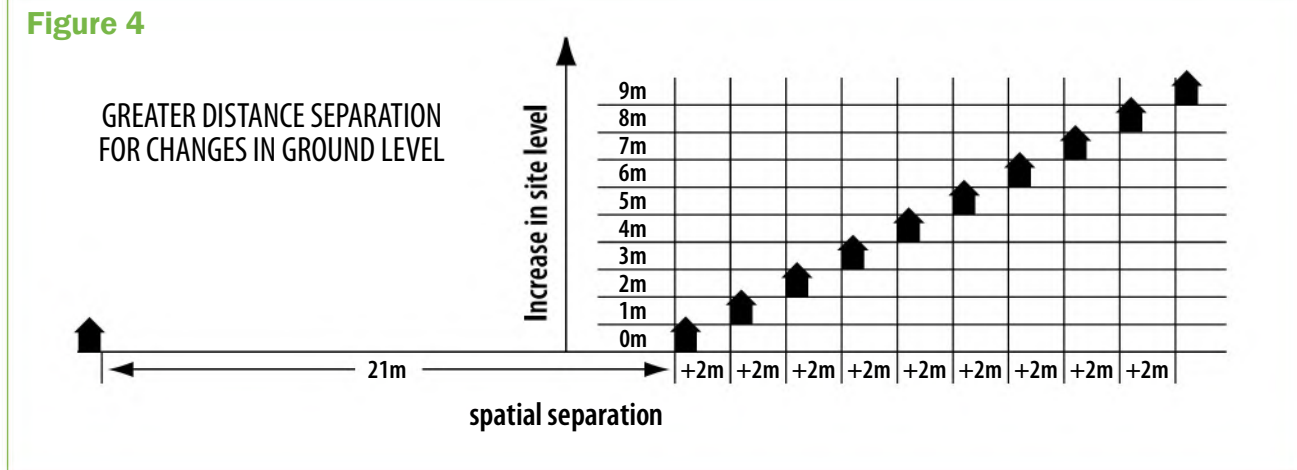 Figure 4
GREATER DISTANCE SEPARATION
FOR CHANGES IN GROUND LEVEL
Increase in site level
9m
8m
7m
6m
5m
4m
3m
2m
1m
0m
21m
+2m +2m +2m +2m +2m +2m +2m +2m +2m
spatial separation